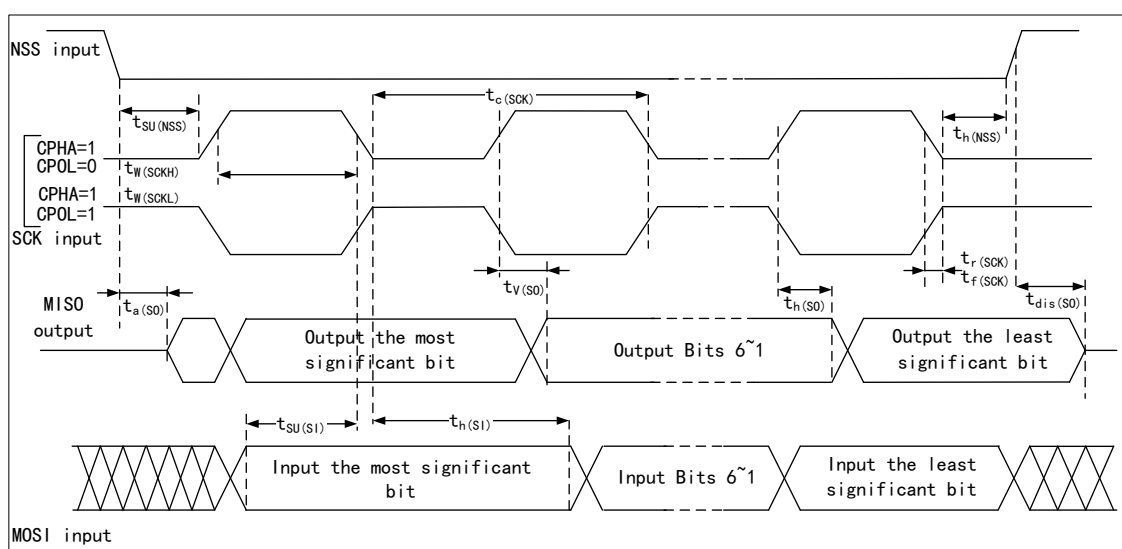 NSS input
tc(SCK)
tSU(NSS)
th(NSS)
CPHA=1
CPOL=0
tW(SCKH)
CPHA=1
tW(SCKL)
CPOL=1
SCK input
tr(SCK)
tV(SO)
tf(SCK)
MISO
ta(SO)
th(SO)
tdis(SO)
output
Output the most
significant bit
Output Bits 6~1
Output the least
significant bit
tSU(SI)
th(SI)
Input the most significant
bit
Input Bits 6~1
Input the least
significant bit
MOSI input